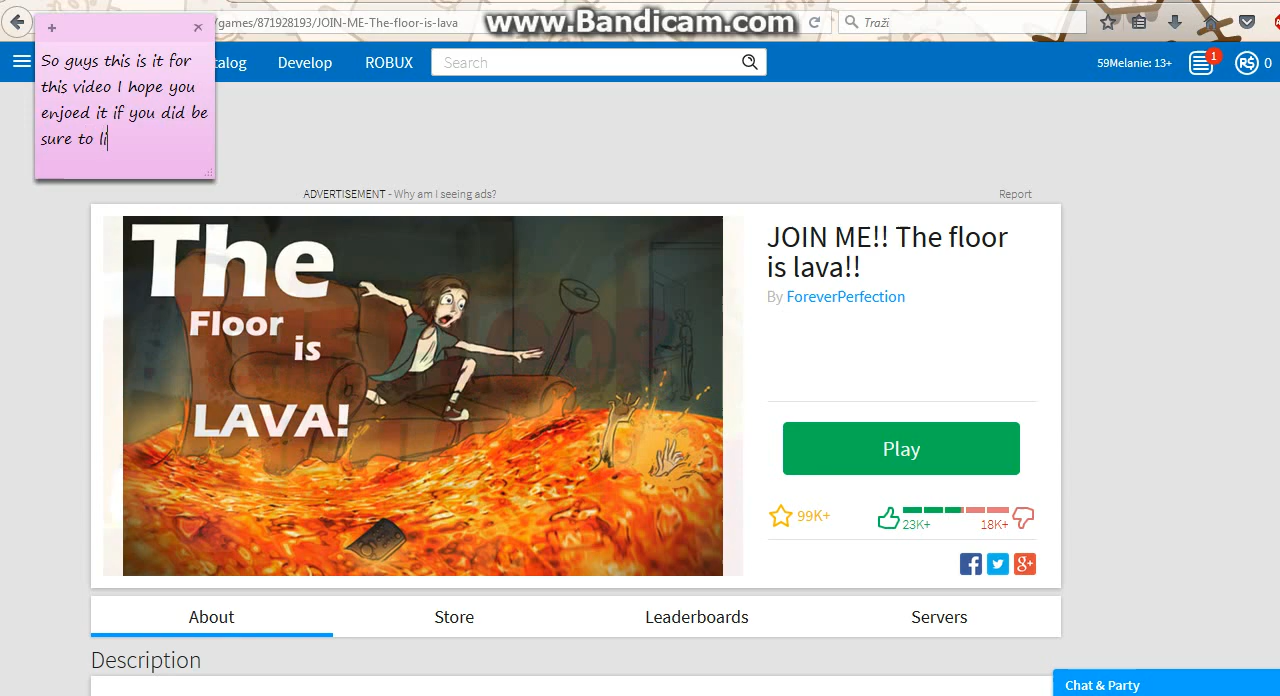 /games/871928193/JOIN-ME-The-floor-is-lava
www.Bandicam.com
Traži
So guys this is it for
this video I hope you
enjoed it if you did be
sure to li
talog
Develop
ROBUX
Search
59Melanie: 13+
1
R$ 0
ADVERTISEMENT - Why am I seeing ads?
Report
The
Floor
is
LAVA!
JOIN ME!! The floor
is lava!!
By ForeverPerfection
Play
99K+
23K+
18K+
About
Store
Leaderboards
Servers
Description
Chat & Party